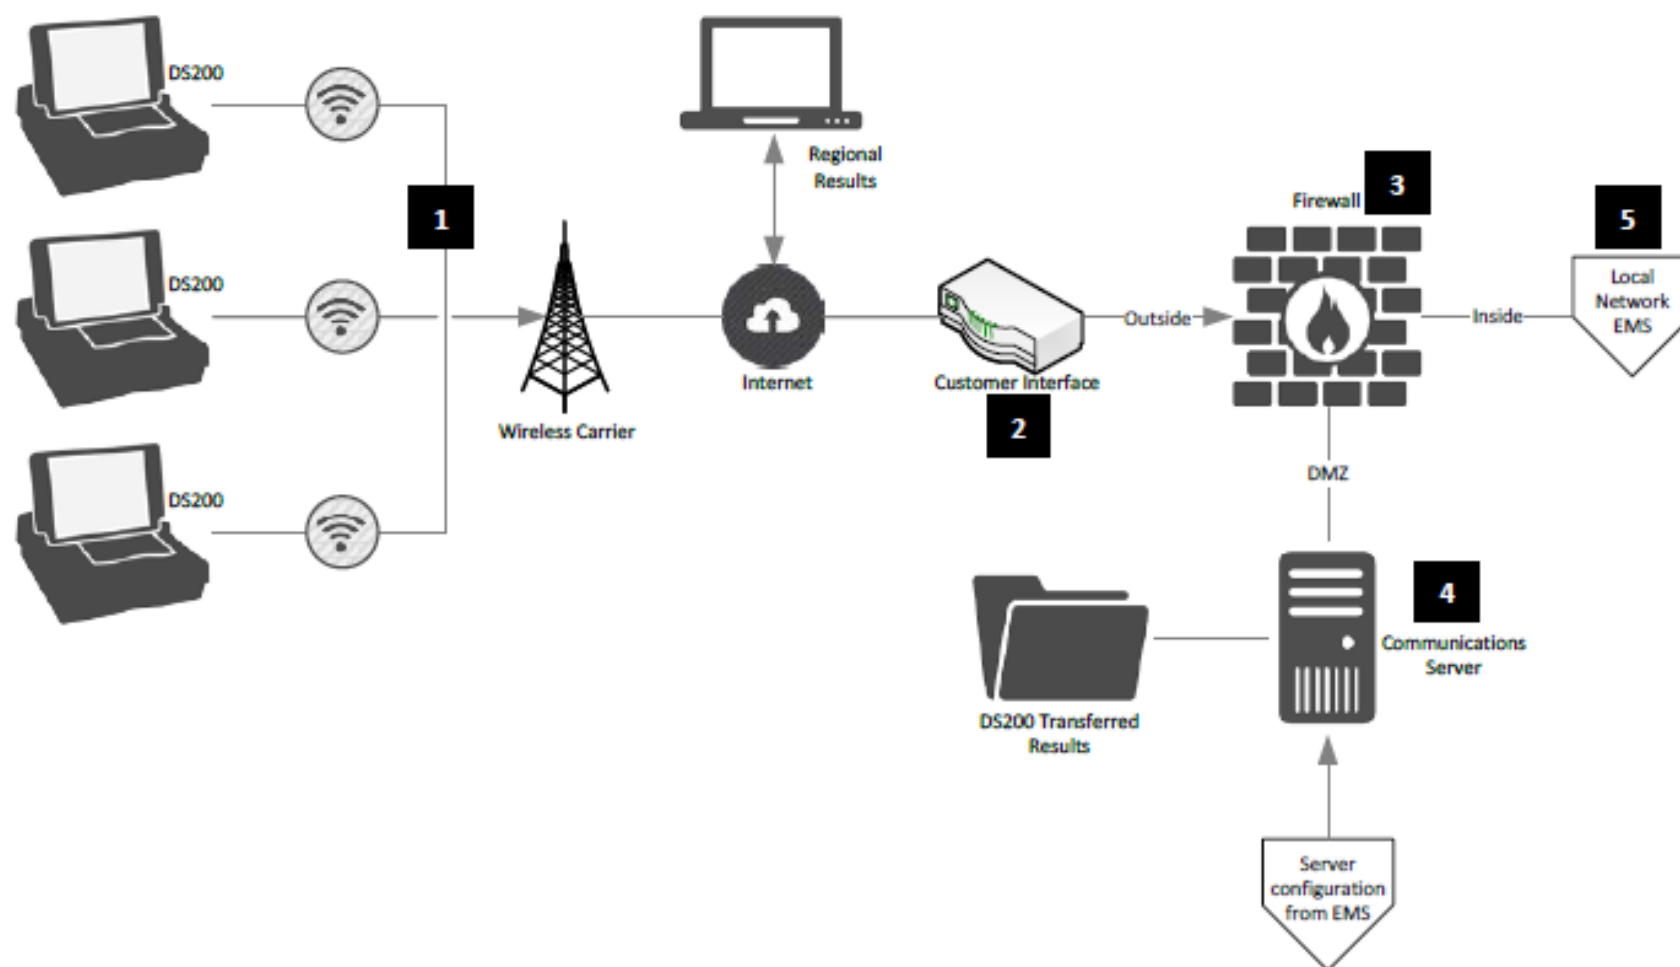 DS200
DS200
DS200
1
Wireless Carrier
Regional
Results
Internet
Customer Interface
2
Outside
Firewall
3
Inside
5
Local
Network
EMS
DMZ
4
Communications
Server
DS200 Transferred
Results
Server
configuration
from EMS